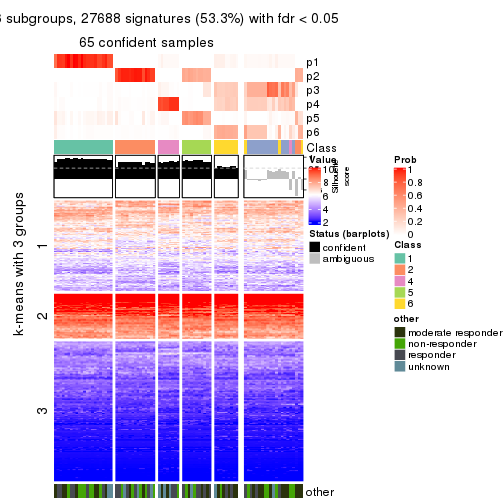 subgroups, 27688 signatures (53.3%) with fdr < 0.05
65 confident samples
p1
p2
p3
p4
p5
p6
Class
1
2
3
k-means with 3 groups
other
Value
10
8
6
4
2
Silhouette
score
Status (barplots)
confident
ambiguous
Prob
1
0.8
0.6
0.4
0.2
0
Class
1
2
4
5
6
other
moderate responder
non-responder
responder
unknown